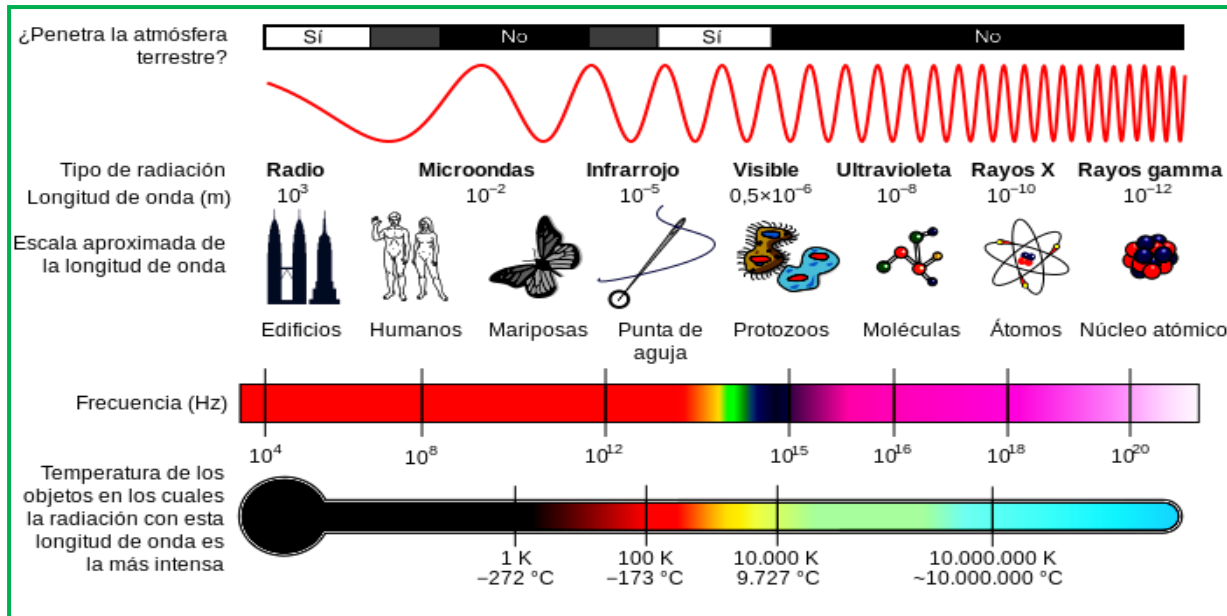 ¿Penetra la atmósfera
terrestre?
Sí No Sí No
Tipo de radiación
Radio Microondas Infrarrojo Visible Ultravioleta Rayos X Rayos gamma
Longitud de onda (m)
10³ 10⁻² 10⁻⁵ 0,5×10⁻⁶ 10⁻⁸ 10⁻¹⁰ 10⁻¹²
Escala aproximada de
la longitud de onda
Edificios Humanos Mariposas Punta de Protozoos Moléculas Átomos Núcleo atómico
aguja
Frecuencia (Hz)
10⁴ 10⁸ 10¹² 10¹⁵ 10¹⁶ 10¹⁸ 10²⁰
Temperatura de los
objetos en los cuales
la radiación con esta
longitud de onda es
la más intensa
1 K 100 K 10.000 K 10.000.000 K
−272 °C −173 °C 9.727 °C ~10.000.000 °C